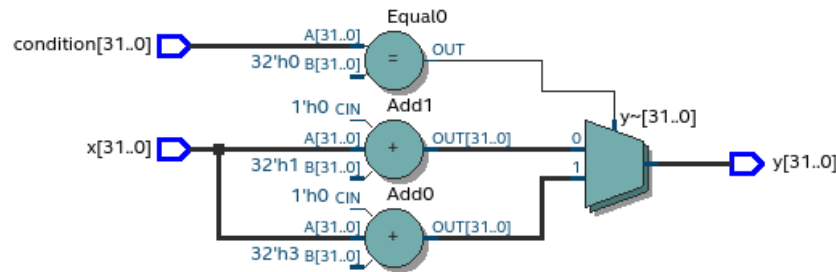 Equal0
condition[31..0]
A[31..0]
32'h0 B[31..0]
=
OUT
1'h0 CIN
Add1
y~[31..0]
x[31..0]
A[31..0]
32'h1 B[31..0]
+
OUT[31..0]
0
1
y[31..0]
1'h0 CIN
Add0
A[31..0]
32'h3 B[31..0]
+
OUT[31..0]